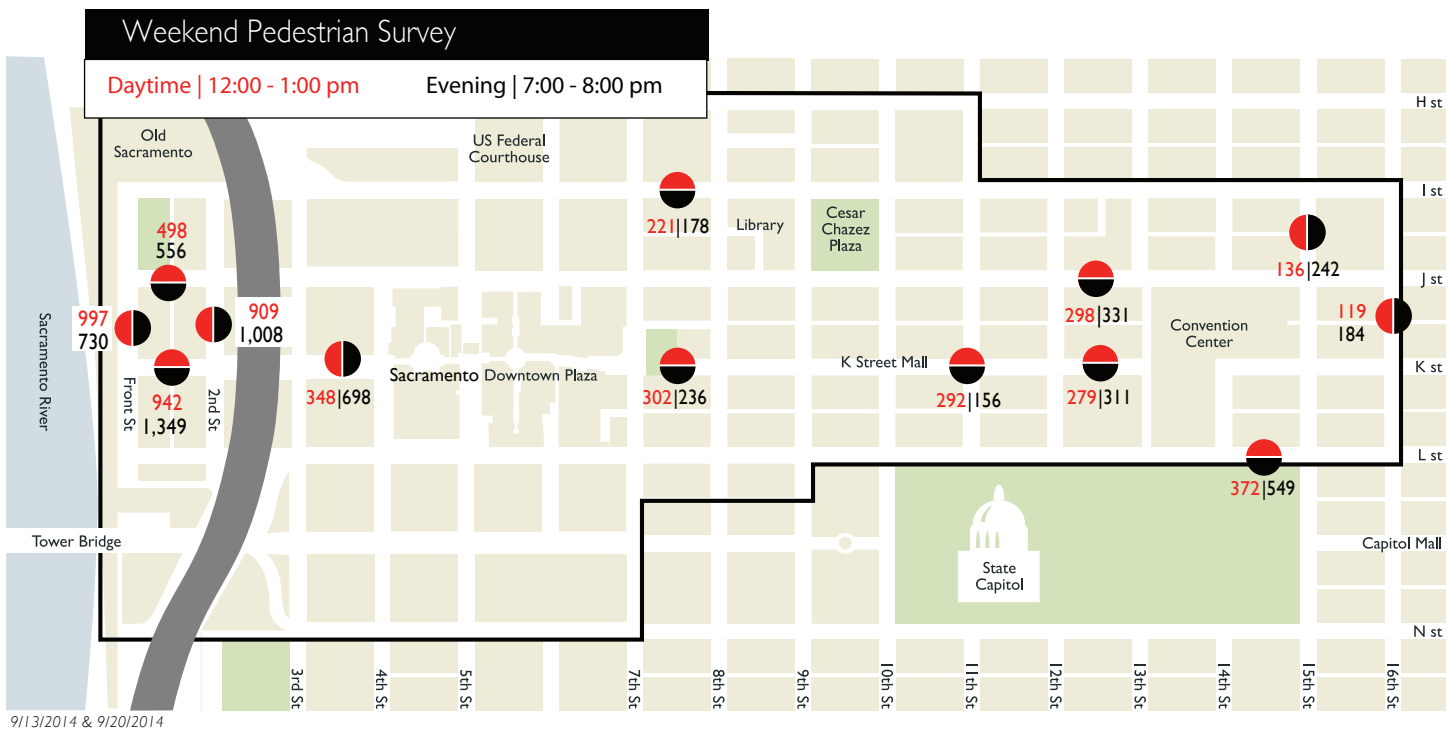 Weekend Pedestrian Survey
Daytime | 12:00 - 1:00 pm
Evening | 7:00 - 8:00 pm
H st
Old
Sacramento
US Federal
Courthouse
I st
221|178
Library
Cesar
Chazez
Plaza
498
556
136|242
J st
997
730
909
1,008
298|331
119
184
Convention
Center
Sacramento River
K Street Mall
K st
Sacramento Downtown Plaza
348|698
302|236
292|156
279|311
942
1,349
Front St
2nd St
L st
372|549
Tower Bridge
Capitol Mall
State
Capitol
N st
3rd St
4th St
5th St
7th St
8th St
9th St
10th St
11th St
12th St
13th St
14th St
15th St
16th St
9/13/2014 & 9/20/2014